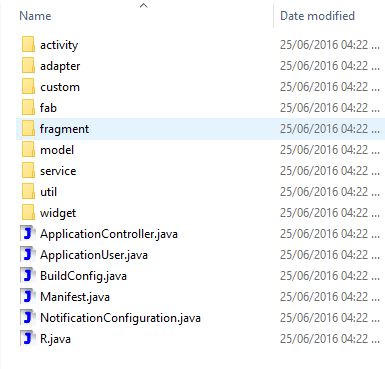 Name Date modified
activity 25/06/2016 04:22 ...
adapter 25/06/2016 04:22 ...
custom 25/06/2016 04:22 ...
fab 25/06/2016 04:22 ...
fragment 25/06/2016 04:22 ...
model 25/06/2016 04:22 ...
service 25/06/2016 04:22 ...
util 25/06/2016 04:22 ...
widget 25/06/2016 04:22 ...
ApplicationController.java 25/06/2016 04:22 ...
ApplicationUser.java 25/06/2016 04:22 ...
BuildConfig.java 25/06/2016 04:22 ...
Manifest.java 25/06/2016 04:22 ...
NotificationConfiguration.java 25/06/2016 04:22 ...
R.java 25/06/2016 04:22 ...